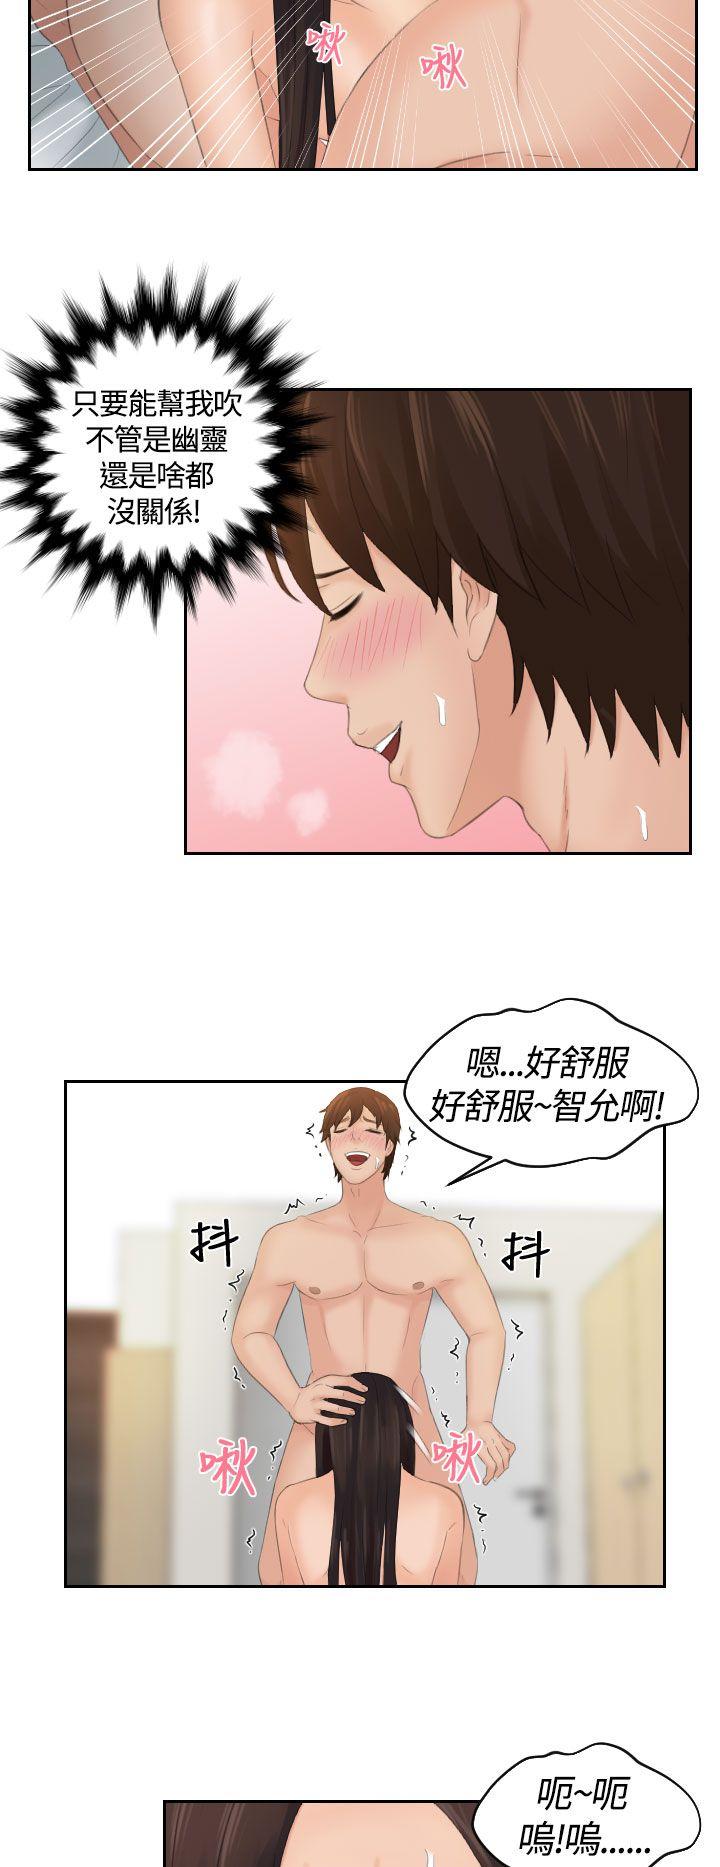 啾
啾
只要能幫我吹
不管是幽靈
還是啥都
沒關係!
嗯...好舒服
好舒服~智允啊!
抖
抖
啾
啾
呃~呃
嗚!嗚......